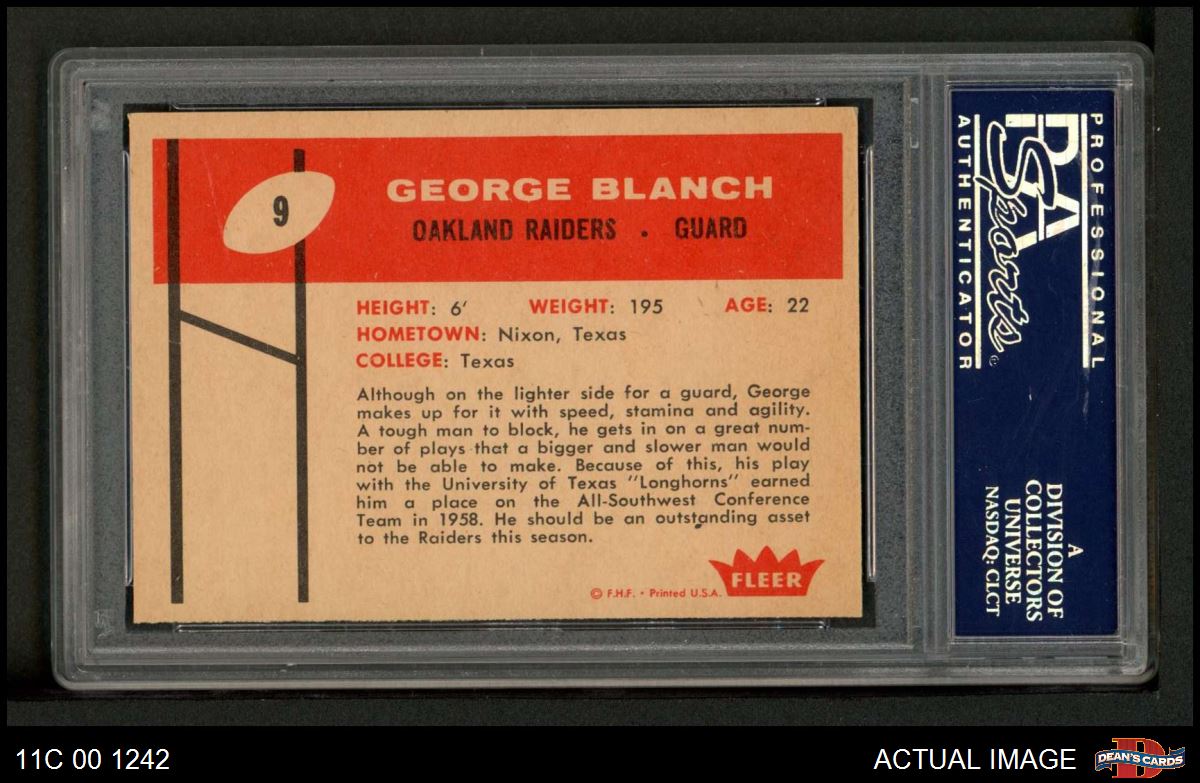 9
GEORGE BLANCH
OAKLAND RAIDERS • GUARD
HEIGHT: 6' WEIGHT: 195 AGE: 22
HOMETOWN: Nixon, Texas
COLLEGE: Texas
Although on the lighter side for a guard, George
makes up for it with speed, stamina and agility.
A tough man to block, he gets in on a great num-
ber of plays that a bigger and slower man would
not be able to make. Because of this, his play
with the University of Texas "Longhorns" earned
him a place on the All-Southwest Conference
Team in 1958. He should be an outstanding asset
to the Raiders this season.
FLEER
© F.H.F. • Printed U.S.A.
PROFESSIONAL
PSA
Sports
©
AUTHENTICATOR
A
DIVISION OF
COLLECTORS
UNIVERSE
NASDAQ: CLCT
11C 00 1242
ACTUAL IMAGE
D
DEAN'S CARDS